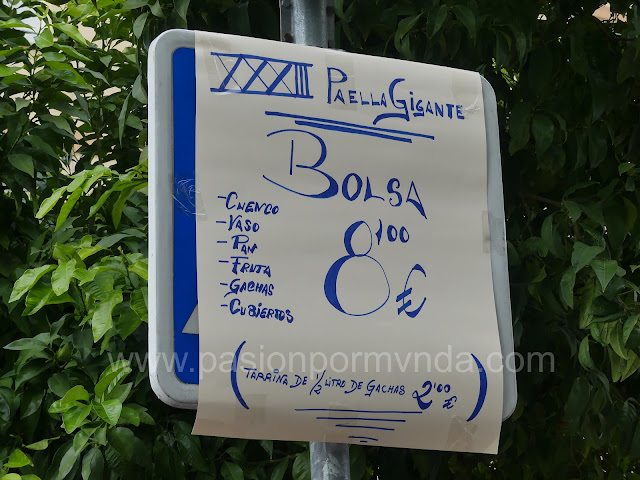 XXXIII PAELLA GIGANTE
BOLSA
-CUENCO
-VASO
-PAN
-FRUTA
-GACHAS
-CUBIERTOS
8'00 €
www.pasionpormvnda.com
(TARRINA DE 1/2 LITRO DE GACHAS 2'00 €)